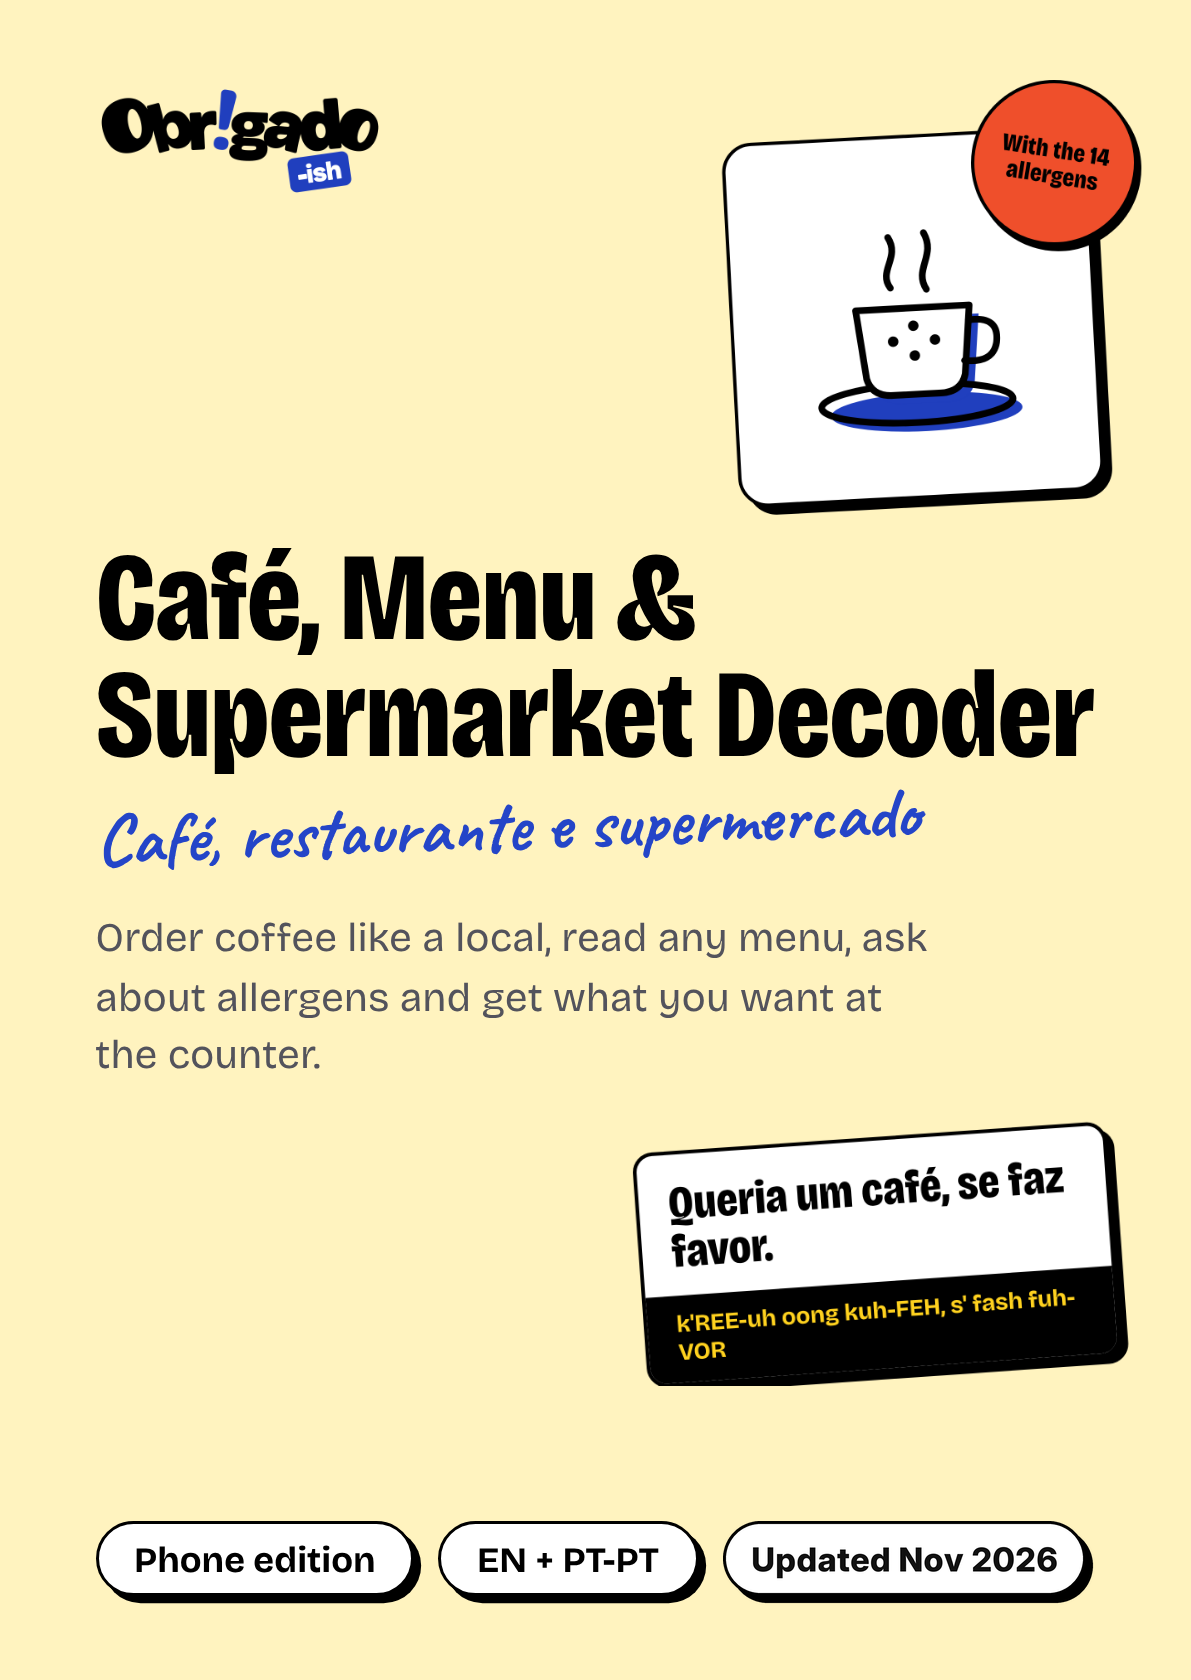 Obr!gado
-ish
With the 14
allergens
Café, Menu &
Supermarket Decoder
Café, restaurante e supermercado
Order coffee like a local, read any menu, ask
about allergens and get what you want at
the counter.
Queria um café, se faz
favor.
k'REE-uh oong kuh-FEH, s' fash fuh-
VOR
Phone edition
EN + PT-PT
Updated Nov 2026